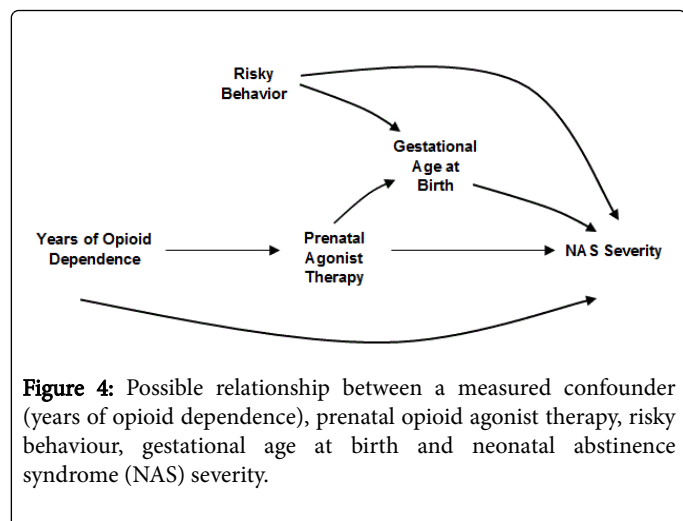 Risky
Behavior
Gestational
Age at
Birth
Years of Opioid
Dependence
Prenatal
Agonist
Therapy
NAS Severity
Figure 4: Possible relationship between a measured confounder
(years of opioid dependence), prenatal opioid agonist therapy, risky
behaviour, gestational age at birth and neonatal abstinence
syndrome (NAS) severity.